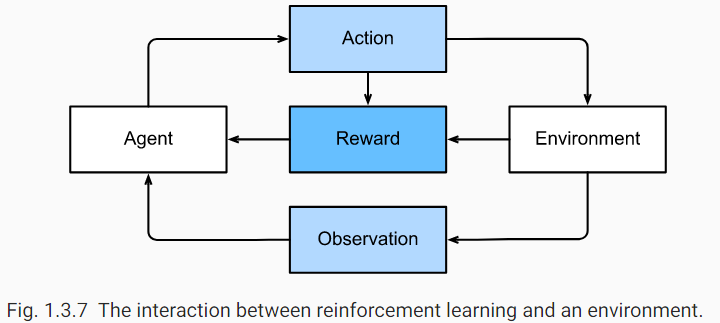 Action
Agent
Reward
Environment
Observation
Fig. 1.3.7 The interaction between reinforcement learning and an environment.